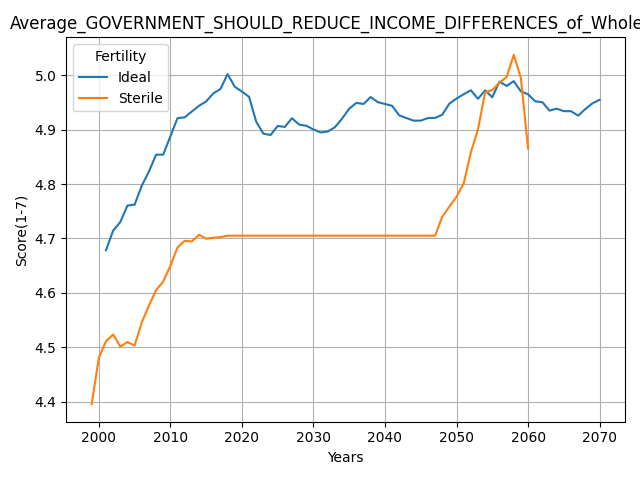 Average_GOVERNMENT_SHOULD_REDUCE_INCOME_DIFFERENCES_of_Whole
Fertility
Ideal
Sterile
Score(1-7)
5.0
4.9
4.8
4.7
4.6
4.5
4.4
2000 2010 2020 2030 2040 2050 2060 2070
Years